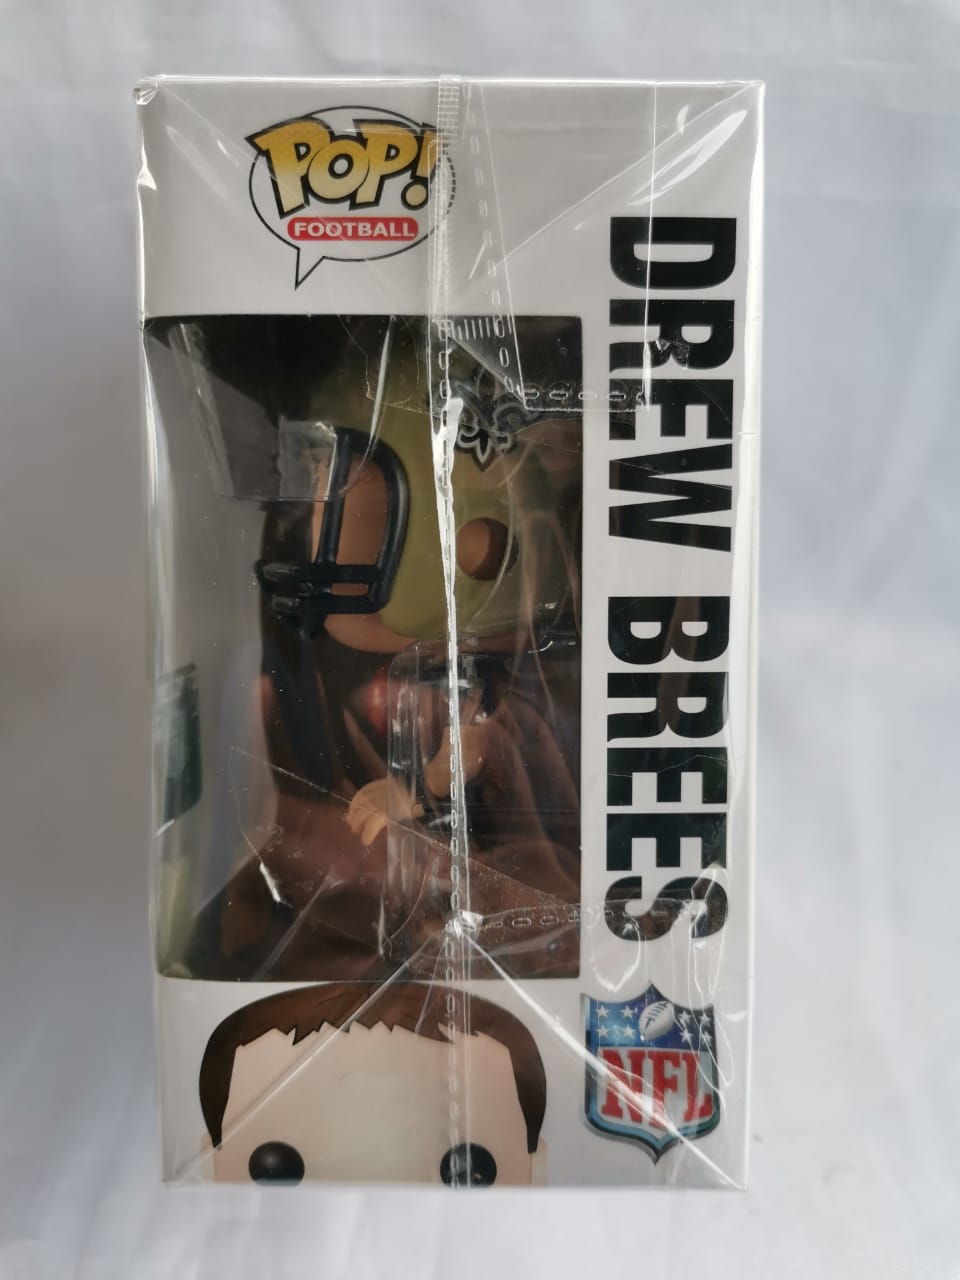 POP!
FOOTBALL
DREW BREES
NFL